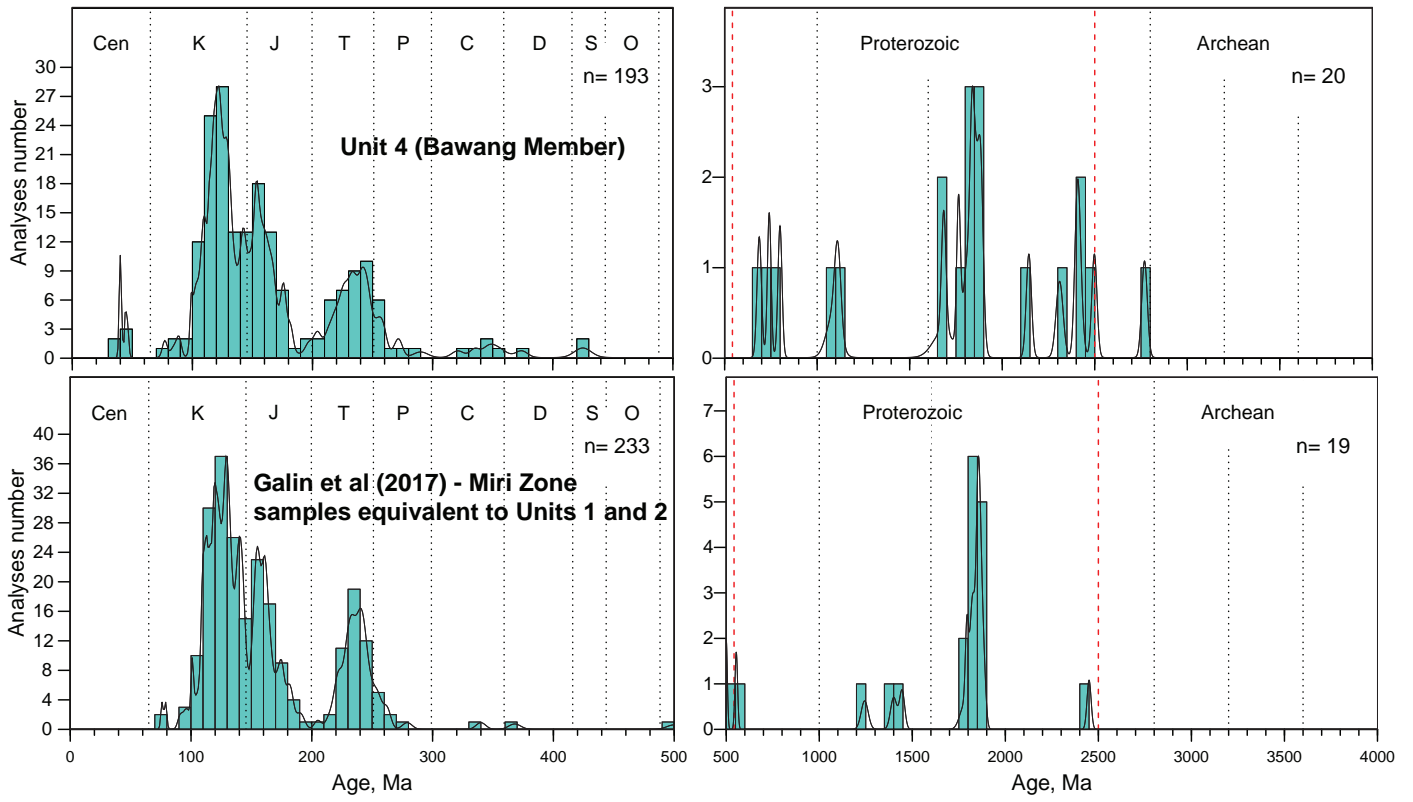 Cen K J T P C D S O
n= 193
30
27
24
21
18
15
12
9
6
3
0
Analyses number
Unit 4 (Bawang Member)
Proterozoic Archean
n= 20
3
2
1
0
Cen K J T P C D S O
n= 233
40
36
32
28
24
20
16
12
8
4
0
Analyses number
Galin et al (2017) - Miri Zone
samples equivalent to Units 1 and 2
0 100 200 300 400 500
Age, Ma
Proterozoic Archean
n= 19
7
6
5
4
3
2
1
0
500 1000 1500 2000 2500 3000 3500 4000
Age, Ma